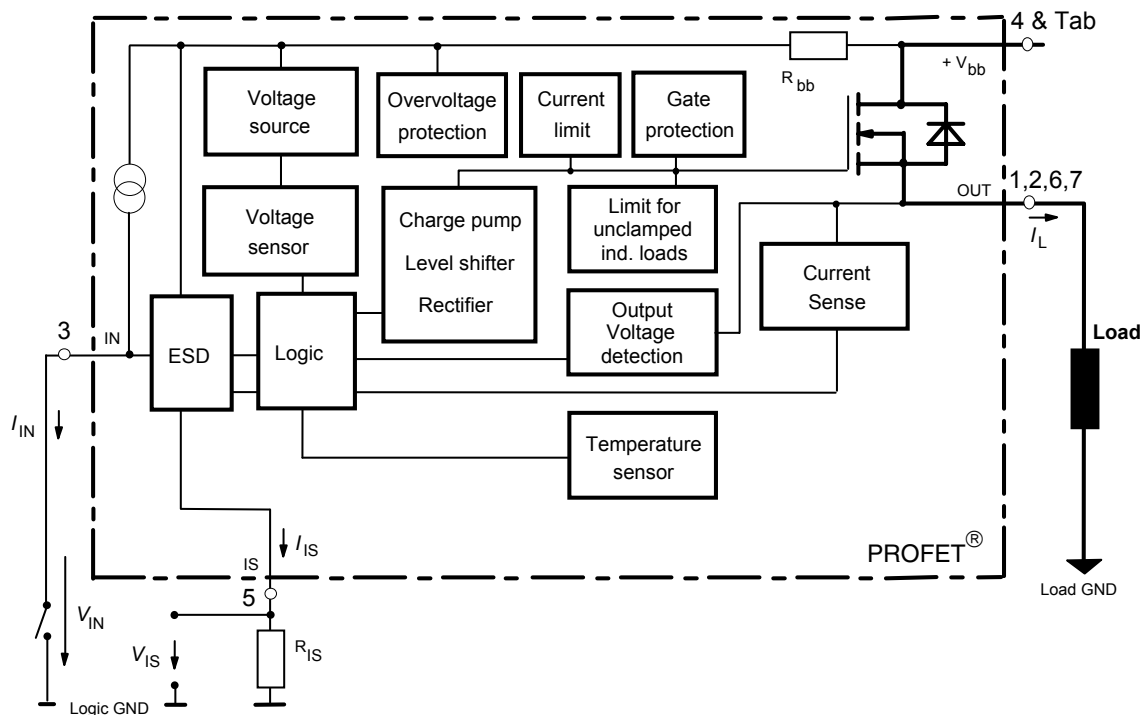 4 & Tab
R bb
+ V bb
Voltage
source
Overvoltage
protection
Current
limit
Gate
protection
OUT
1,2,6,7
I L
Voltage
sensor
Charge pump
Level shifter
Rectifier
Limit for
unclamped
ind. loads
Current
Sense
3
IN
ESD
Logic
Output
Voltage
detection
Load
I IN
Temperature
sensor
I IS
PROFET®
IS
Load GND
5
V IN
V IS
R IS
Logic GND